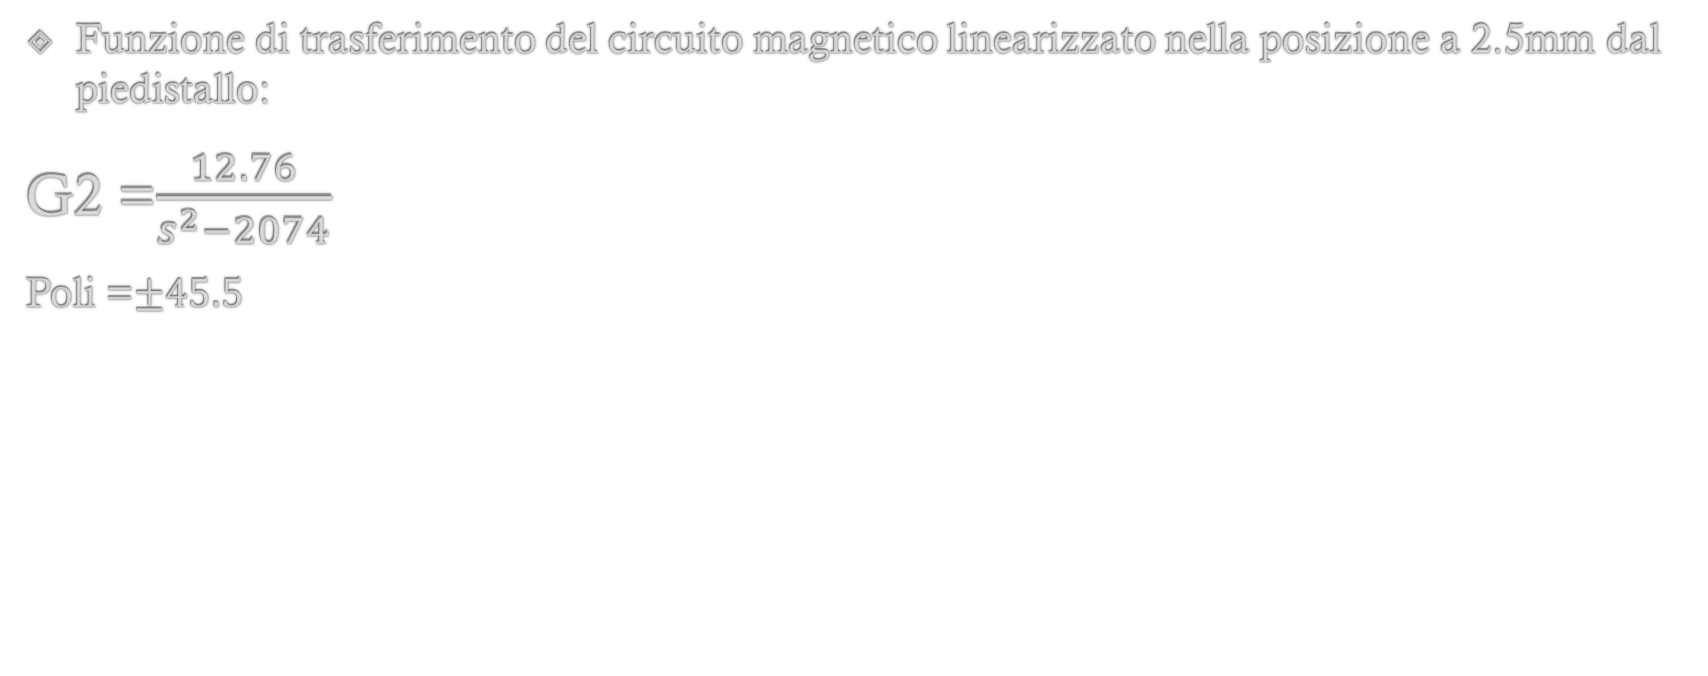 ❖ Funzione di trasferimento del circuito magnetico linearizzato nella posizione a 2.5mm dal
piedistallo:
G2 = 12.76 / s²−2074
Poli =±45.5